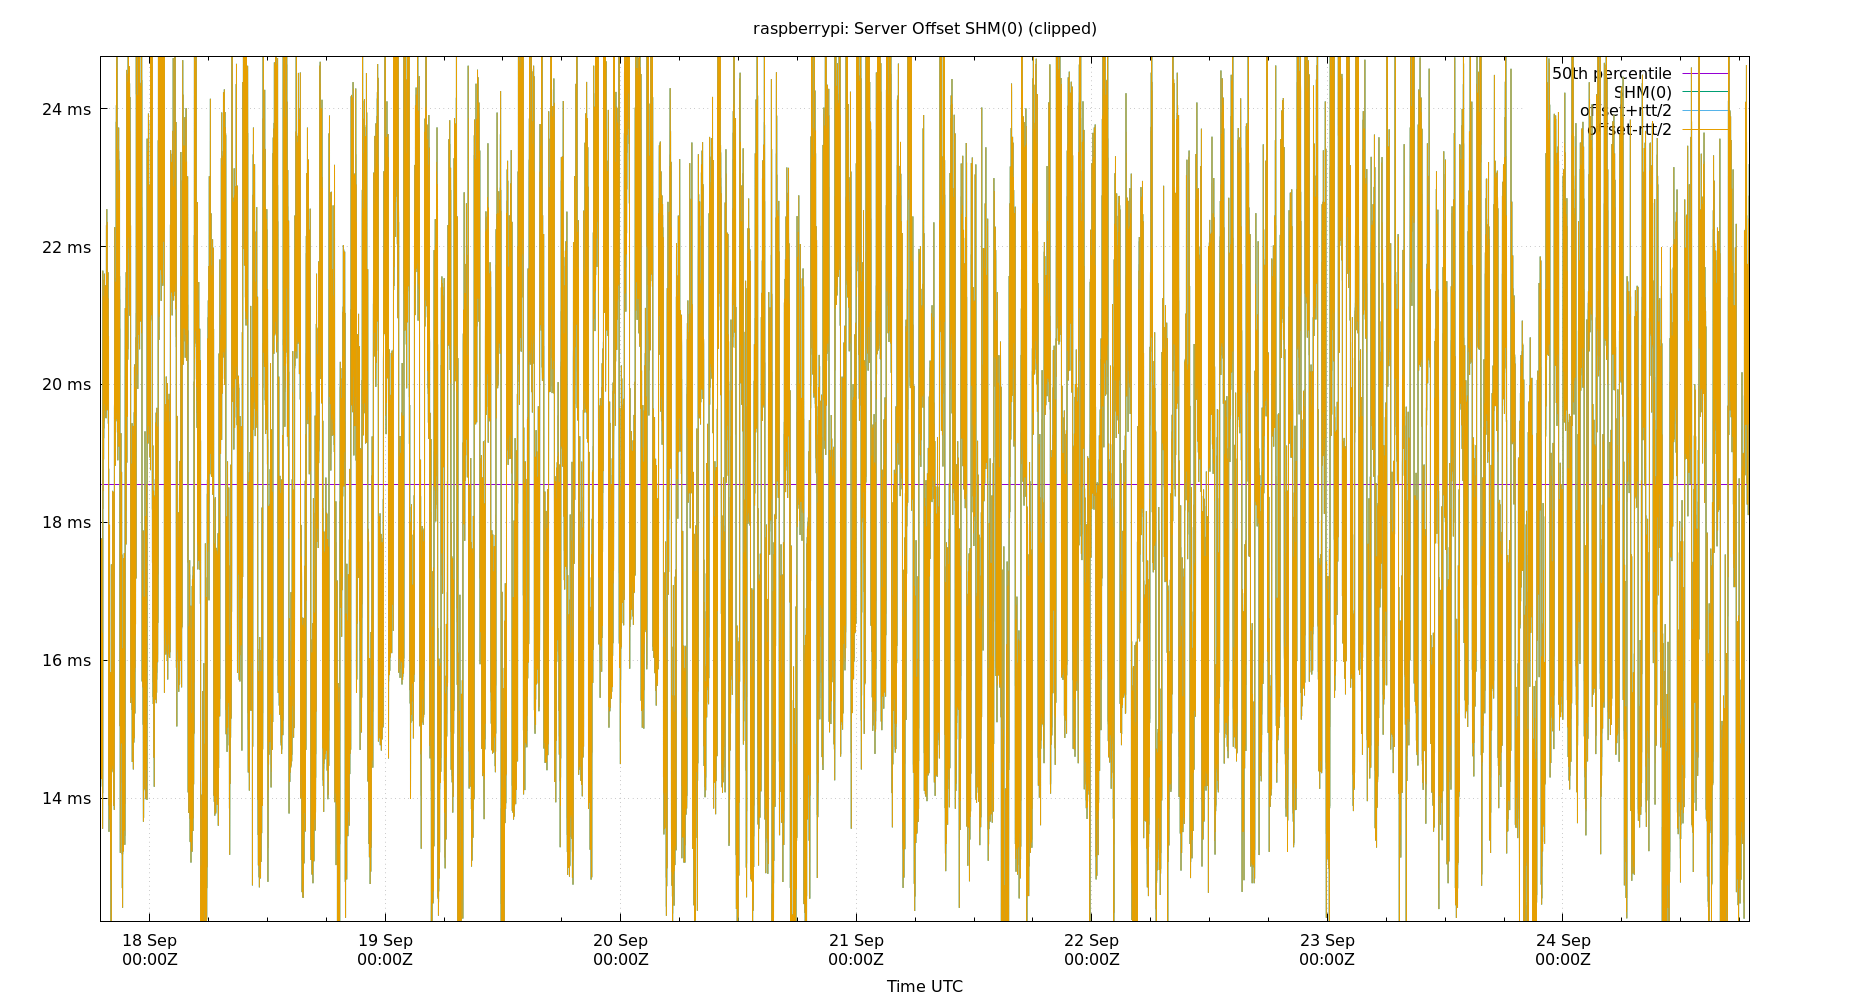 raspberrypi: Server Offset SHM(0) (clipped)
50th percentile
SHM(0)
offset+rtt/2
offset-rtt/2
24 ms
22 ms
20 ms
18 ms
16 ms
14 ms
18 Sep 19 Sep 20 Sep 21 Sep 22 Sep 23 Sep 24 Sep
00:00Z 00:00Z 00:00Z 00:00Z 00:00Z 00:00Z 00:00Z
Time UTC